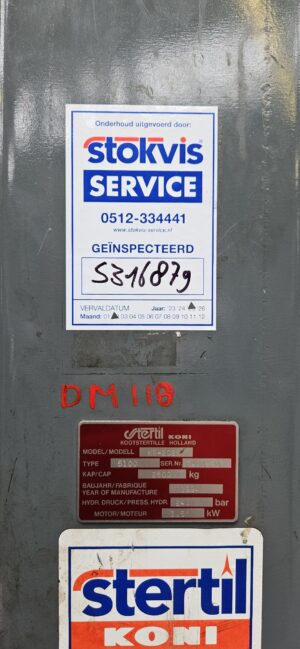 Onderhoud uitgevoerd door:
stokvis
SERVICE
0512-334441
www.stokvis-service.nl
GEÏNSPECTEERD
S316879
VERVALDATUM Jaar: 23 24 26
Maand: 01 03 04 05 06 07 08 09 10 11 12
DM118
stertil KONI
KOOTSTERTILLE HOLLAND
MODEL/MODELL
TYPE SER.Nr.
KAP/CAP kg
BAUJAHR/FABRIQUE
YEAR OF MANUFACTURE
HYDR. DRUCK/PRESS. HYDR. bar
MOTOR/MOTEUR kW
stertil
KONI